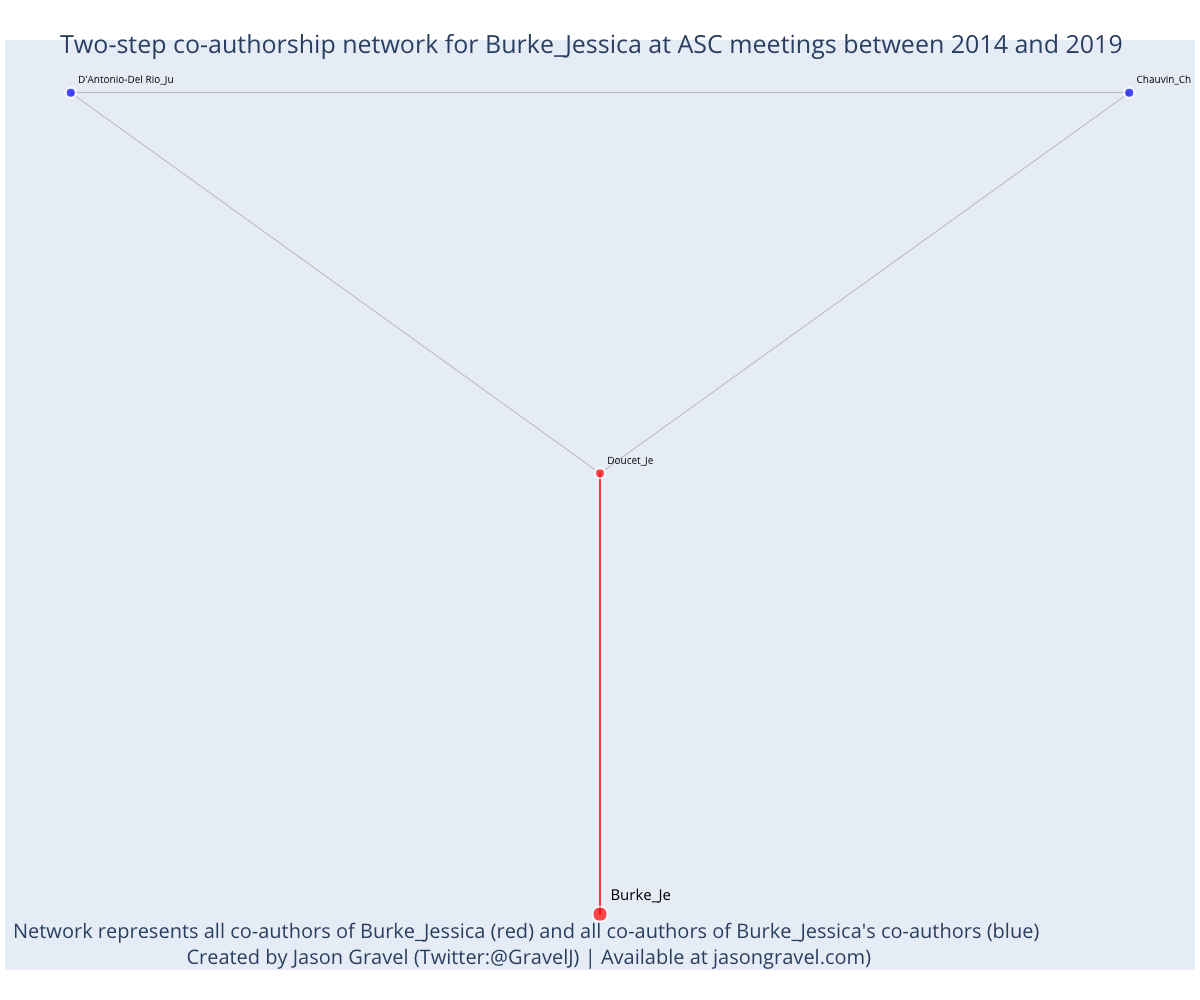 Two-step co-authorship network for Burke_Jessica at ASC meetings between 2014 and 2019
D'Antonio-Del Rio_Ju
Chauvin_Ch
Doucet_Je
Burke_Je
Network represents all co-authors of Burke_Jessica (red) and all co-authors of Burke_Jessica's co-authors (blue)
Created by Jason Gravel (Twitter:@GravelJ) | Available at jasongravel.com)